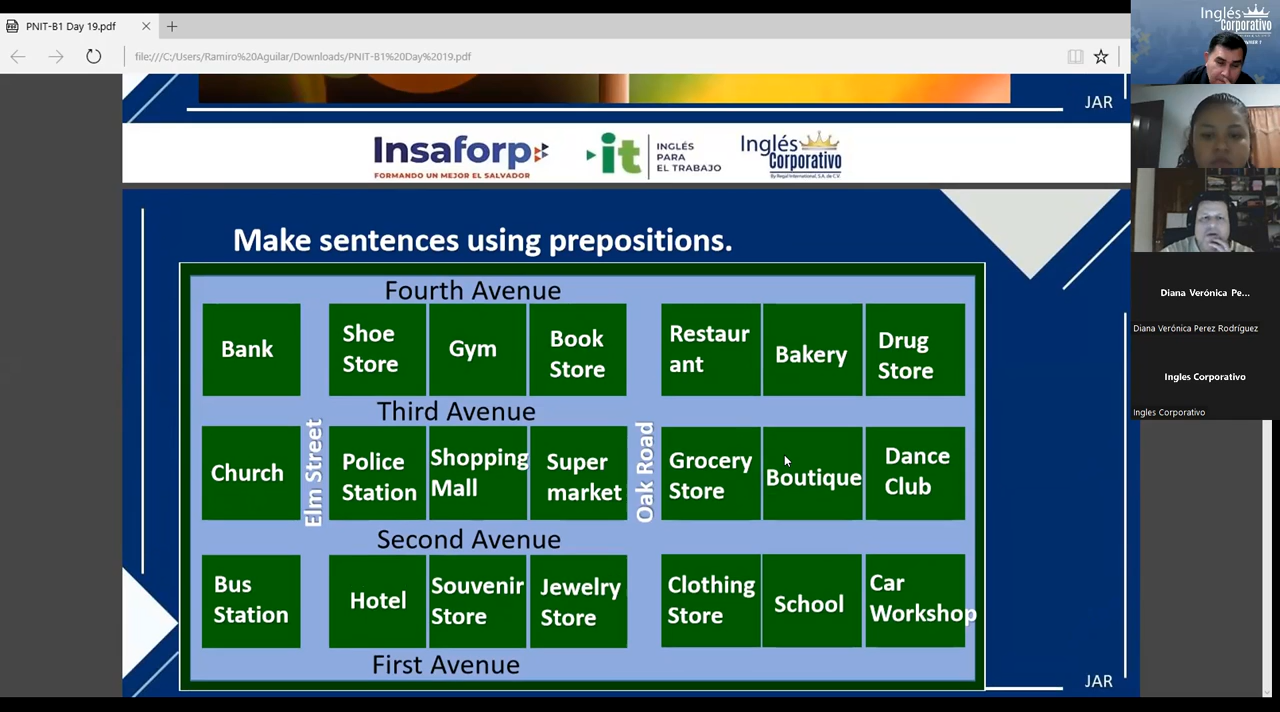 PNIT-B1 Day 19.pdf
file:///C:/Users/Ramiro%20Aguilar/Downloads/PNIT-B1%20Day%2019.pdf
JAR
Insaforp
FORMANDO UN MEJOR EL SALVADOR
it
INGLÉS
PARA
EL TRABAJO
Inglés
Corporativo
By Regal International, S.A. de C.V.
Make sentences using prepositions.
Fourth Avenue
Bank
Shoe
Store
Gym
Book
Store
Restaur
ant
Bakery
Drug
Store
Third Avenue
Church
Elm Street
Police
Station
Shopping
Mall
Super
market
Oak Road
Grocery
Store
Boutique
Dance
Club
Second Avenue
Bus
Station
Hotel
Souvenir
Store
Jewelry
Store
Clothing
Store
School
Car
Workshop
First Avenue
JAR
Inglés
Corporativo
Diana Verónica Pe...
Diana Verónica Perez Rodríguez
Ingles Corporativo
Ingles Corporativo